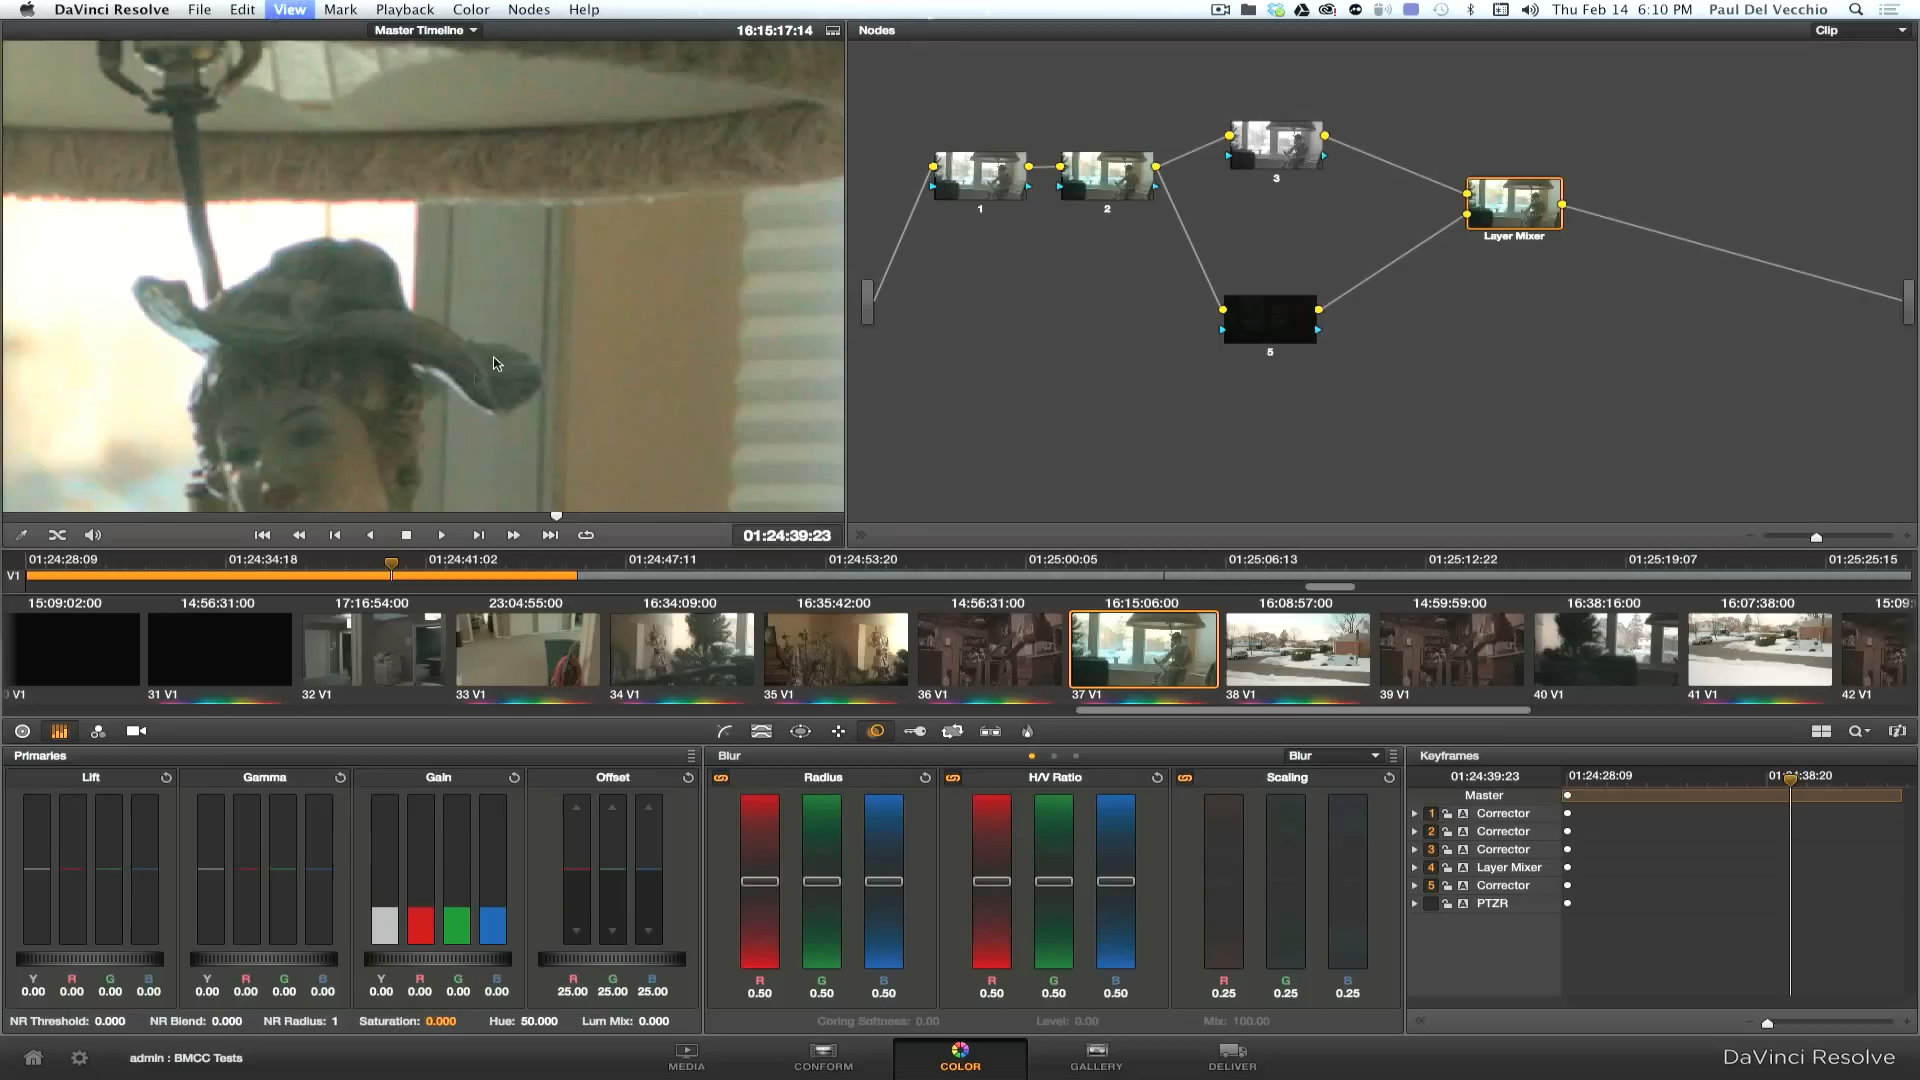 DaVinci Resolve File Edit View Mark Playback Color Nodes Help Thu Feb 14 6:10 PM Paul Del Vecchio
Master Timeline 16:15:17:14 Nodes Clip
1 2 3 Layer Mixer 5
01:24:39:23
01:24:28:09 01:24:34:18 01:24:41:02 01:24:47:11 01:24:53:20 01:25:00:05 01:25:06:13 01:25:12:22 01:25:19:07 01:25:25:15
V1
15:09:02:00 14:56:31:00 17:16:54:00 23:04:55:00 16:34:09:00 16:35:42:00 14:56:31:00 16:15:06:00 16:08:57:00 14:59:59:00 16:38:16:00 16:07:38:00 15:09:
V1 31 V1 32 V1 33 V1 34 V1 35 V1 36 V1 37 V1 38 V1 39 V1 40 V1 41 V1 42 V1
Primaries Blur Blur Keyframes
Lift Gamma Gain Offset Radius H/V Ratio Scaling 01:24:39:23 01:24:28:09
Master
1 A Corrector
2 A Corrector
3 A Corrector
4 A Layer Mixer
5 A Corrector
A PTZR
Y R G B Y R G B Y R G B R G B R G B R G B R G B
0.00 0.00 0.00 0.00 0.00 0.00 0.00 0.00 0.00 0.00 0.00 0.00 25.00 25.00 25.00 0.50 0.50 0.50 0.50 0.50 0.50 0.25 0.25 0.25
NR Threshold: 0.000 NR Blend: 0.000 NR Radius: 1 Saturation: 0.000 Hue: 50.000 Lum Mix: 0.000 Coring Softness: 0.00 Level: 0.00 Mix: 100.00
admin : BMCC Tests MEDIA CONFORM COLOR GALLERY DELIVER DaVinci Resolve